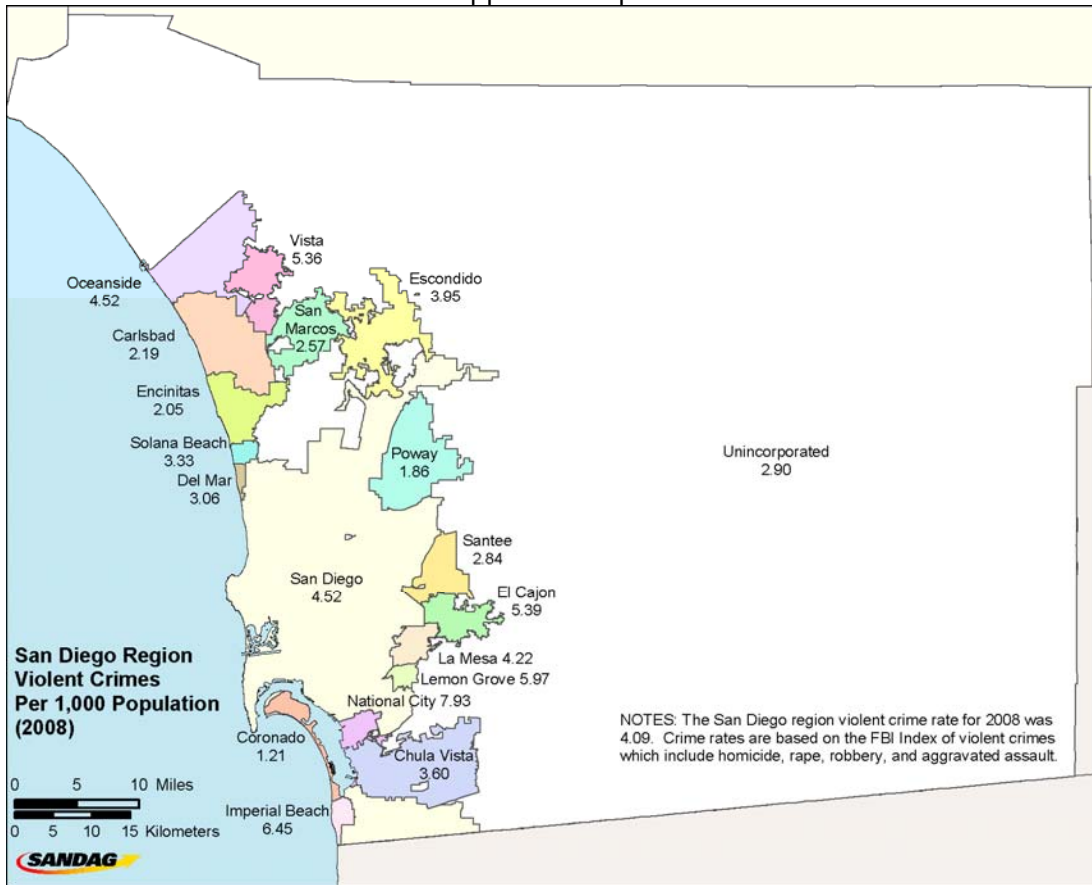 Vista
5.36
Oceanside
4.52
Escondido
3.95
San
Marcos
2.57
Carlsbad
2.19
Encinitas
2.05
Solana Beach
3.33
Del Mar
3.06
Poway
1.86
Unincorporated
2.90
Santee
2.84
San Diego
4.52
El Cajon
5.39
La Mesa 4.22
Lemon Grove 5.97
National City 7.93
Coronado
1.21
Chula Vista
3.60
Imperial Beach
6.45
San Diego Region
Violent Crimes
Per 1,000 Population
(2008)
NOTES: The San Diego region violent crime rate for 2008 was
4.09. Crime rates are based on the FBI Index of violent crimes
which include homicide, rape, robbery, and aggravated assault.
0 5 10 Miles
0 5 10 15 Kilometers
SANDAG